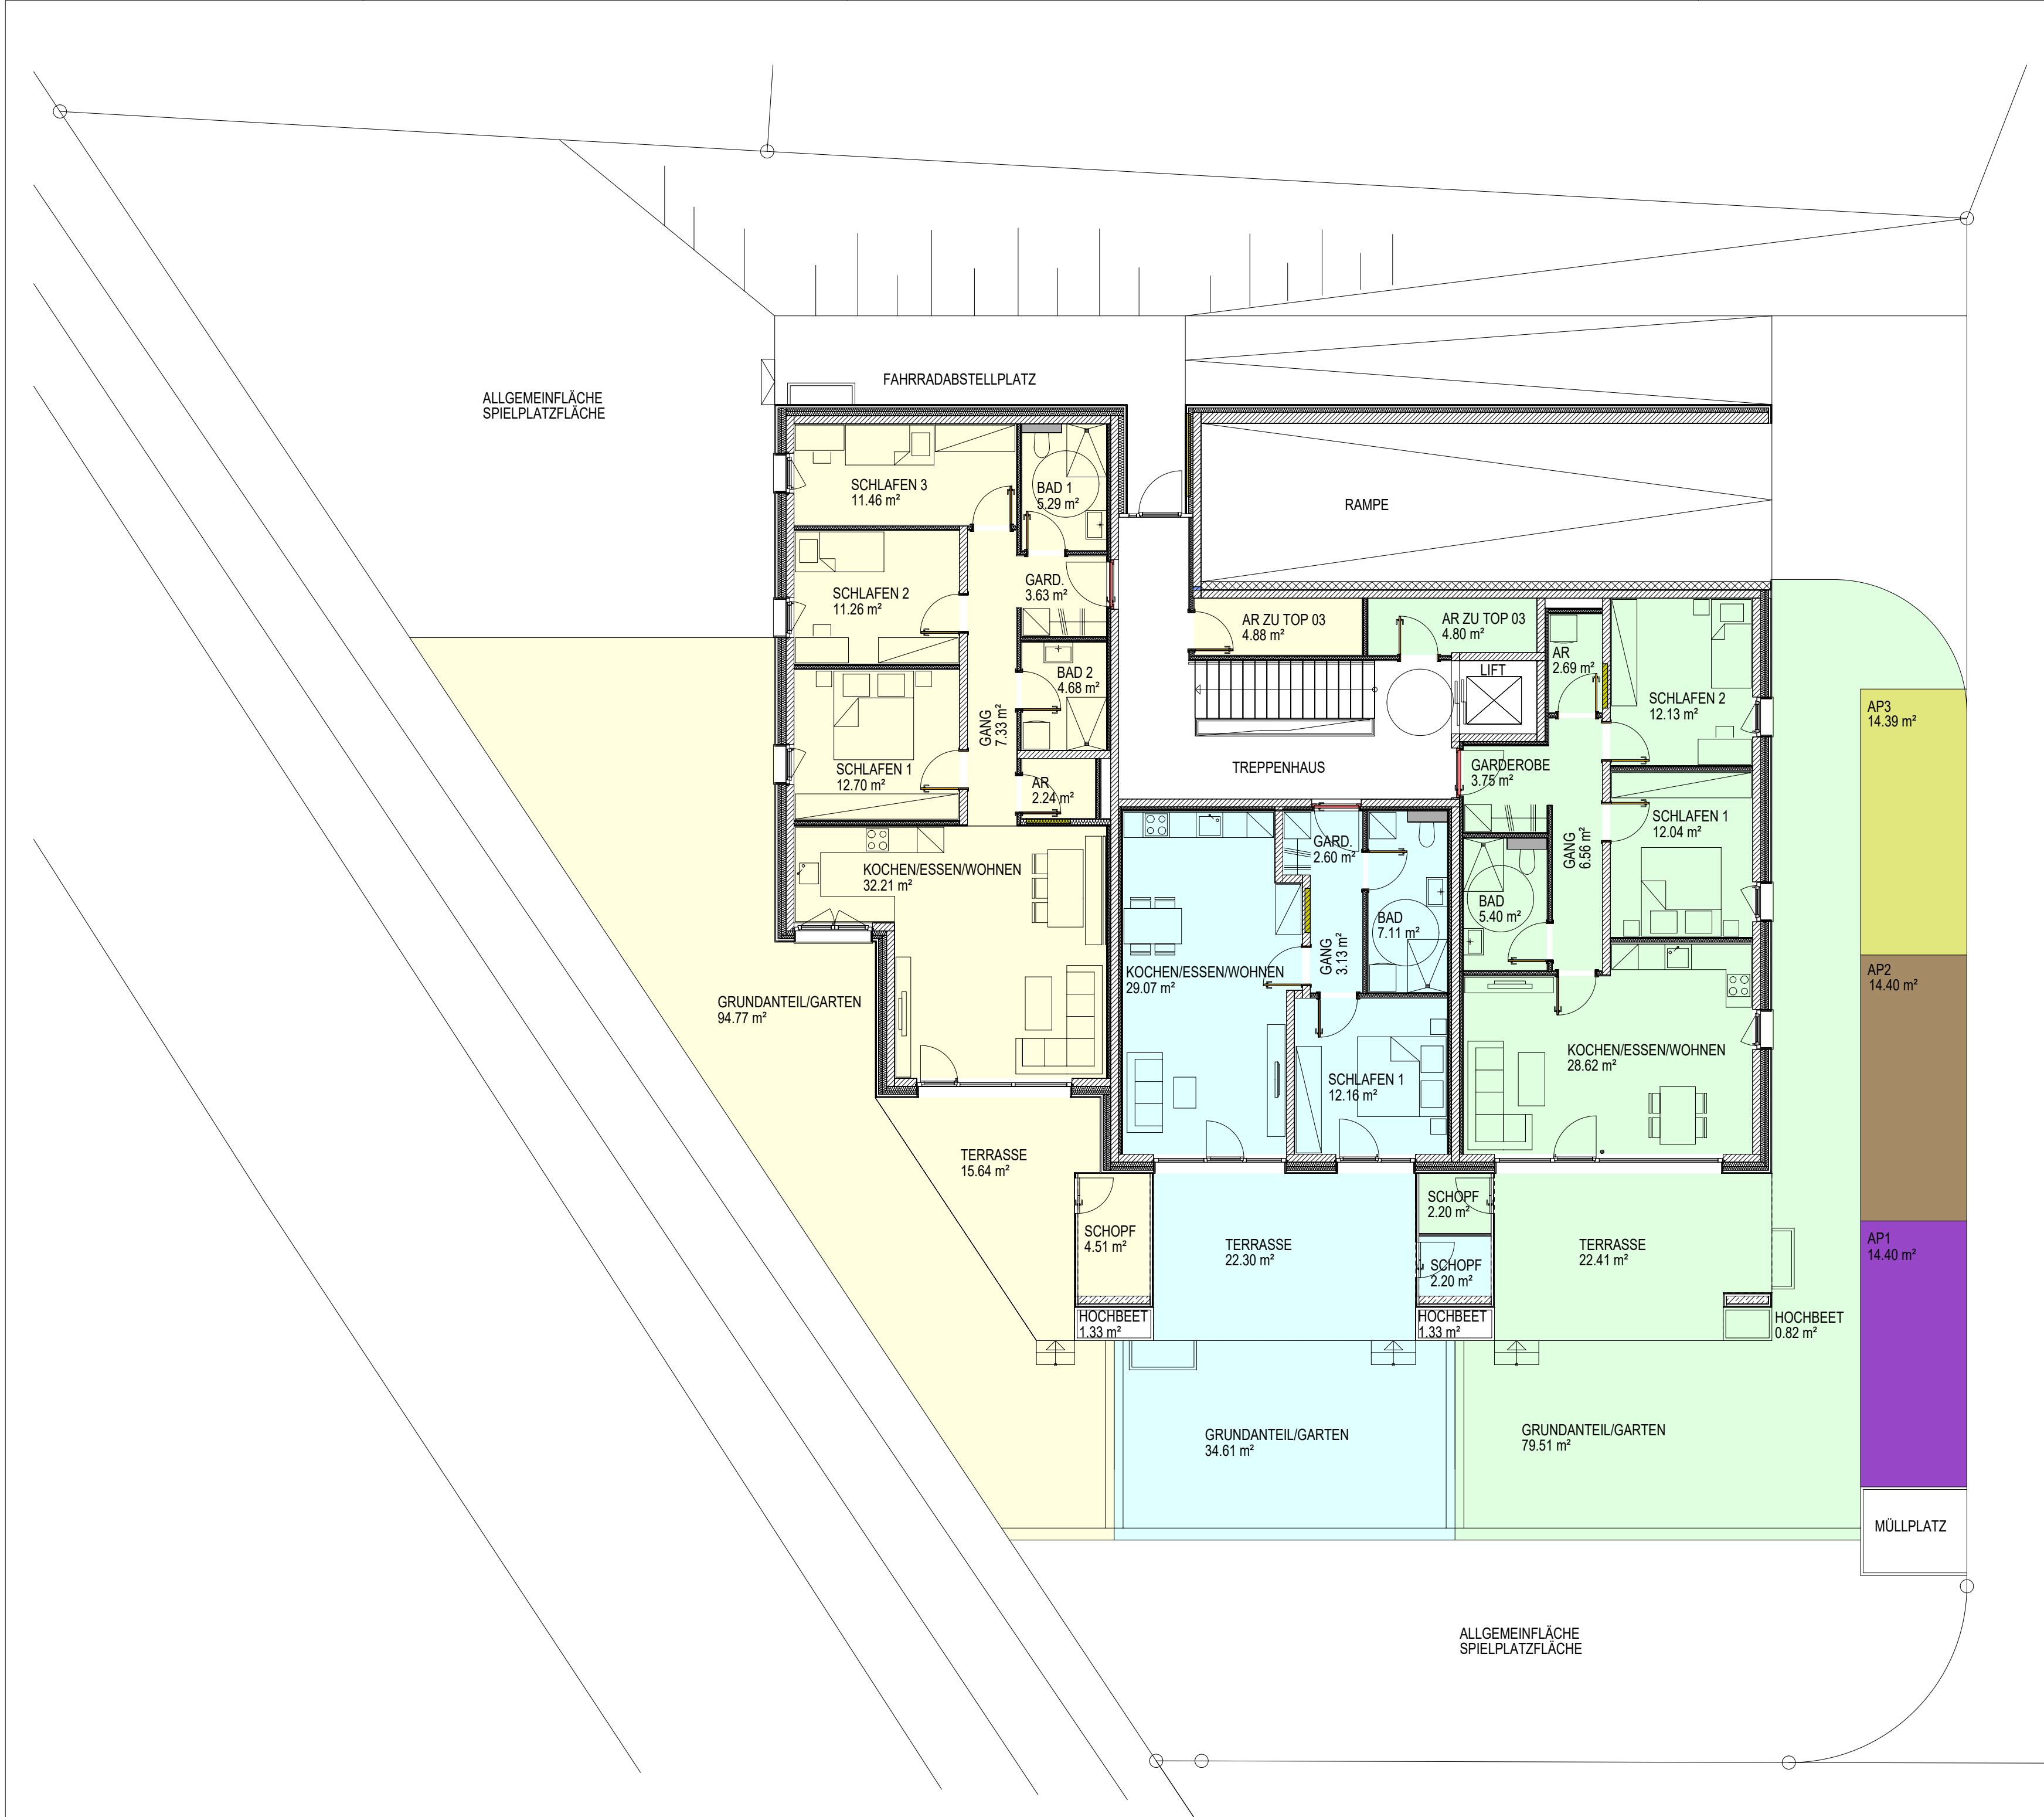 FAHRRADABSTELLPLATZ
ALLGEMEINFLÄCHE
SPIELPLATZFLÄCHE
SCHLAFEN 3
11.46 m²
BAD 1
5.29 m²
RAMPE
SCHLAFEN 2
11.26 m²
GARD.
3.63 m²
AR ZU TOP 03
4.88 m²
AR ZU TOP 03
4.80 m²
AR
2.69 m²
LIFT
SCHLAFEN 2
12.13 m²
BAD 2
4.68 m²
GANG
7.33 m²
SCHLAFEN 1
12.70 m²
AR
2.24 m²
TREPPENHAUS
GARDEROBE
3.75 m²
AP3
14.39 m²
SCHLAFEN 1
12.04 m²
GANG
6.56 m²
KOCHEN/ESSEN/WOHNEN
32.21 m²
GARD.
2.60 m²
BAD
7.11 m²
BAD
5.40 m²
GANG
3.13 m²
KOCHEN/ESSEN/WOHNEN
29.07 m²
AP2
14.40 m²
GRUNDANTEIL/GARTEN
94.77 m²
KOCHEN/ESSEN/WOHNEN
28.62 m²
SCHLAFEN 1
12.16 m²
TERRASSE
15.64 m²
SCHOPF
4.51 m²
TERRASSE
22.30 m²
SCHOPF
2.20 m²
SCHOPF
2.20 m²
TERRASSE
22.41 m²
AP1
14.40 m²
HOCHBEET
1.33 m²
HOCHBEET
1.33 m²
HOCHBEET
0.82 m²
GRUNDANTEIL/GARTEN
34.61 m²
GRUNDANTEIL/GARTEN
79.51 m²
MÜLLPLATZ
ALLGEMEINFLÄCHE
SPIELPLATZFLÄCHE